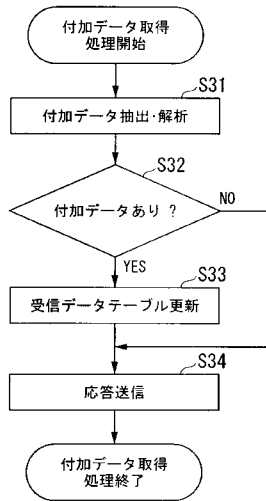 付加データ取得
処理開始
S31
付加データ抽出・解析
S32
付加データあり ?
NO
YES
S33
受信データテーブル更新
S34
応答送信
付加データ取得
処理終了